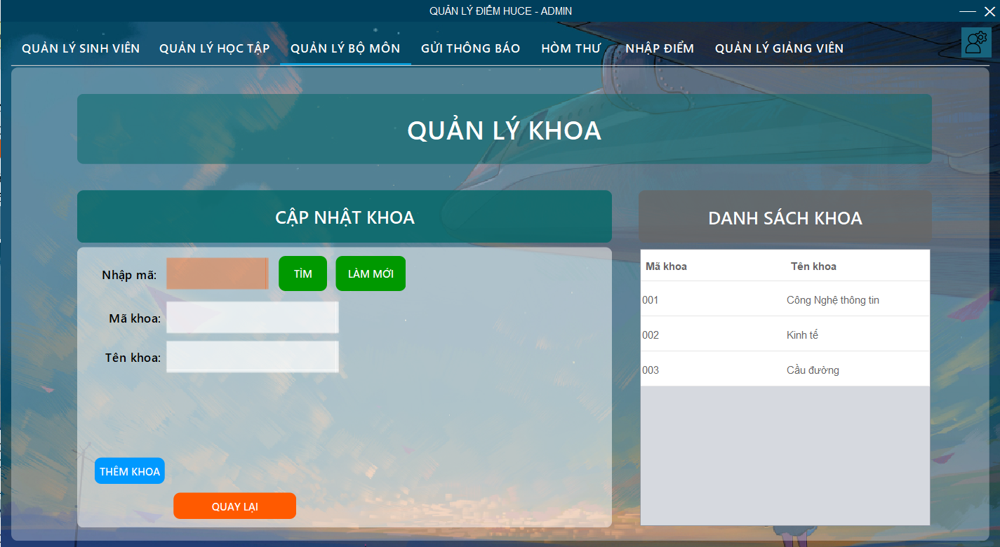 QUẢN LÝ ĐIỂM HUCE - ADMIN
QUẢN LÝ SINH VIÊN QUẢN LÝ HỌC TẬP QUẢN LÝ BỘ MÔN GỬI THÔNG BÁO HÒM THƯ NHẬP ĐIỂM QUẢN LÝ GIẢNG VIÊN
QUẢN LÝ KHOA
CẬP NHẬT KHOA
Nhập mã: TÌM LÀM MỚI
Mã khoa:
Tên khoa:
THÊM KHOA
QUAY LẠI
DANH SÁCH KHOA
Mã khoa Tên khoa
001 Công Nghệ thông tin
002 Kinh tế
003 Cầu đường